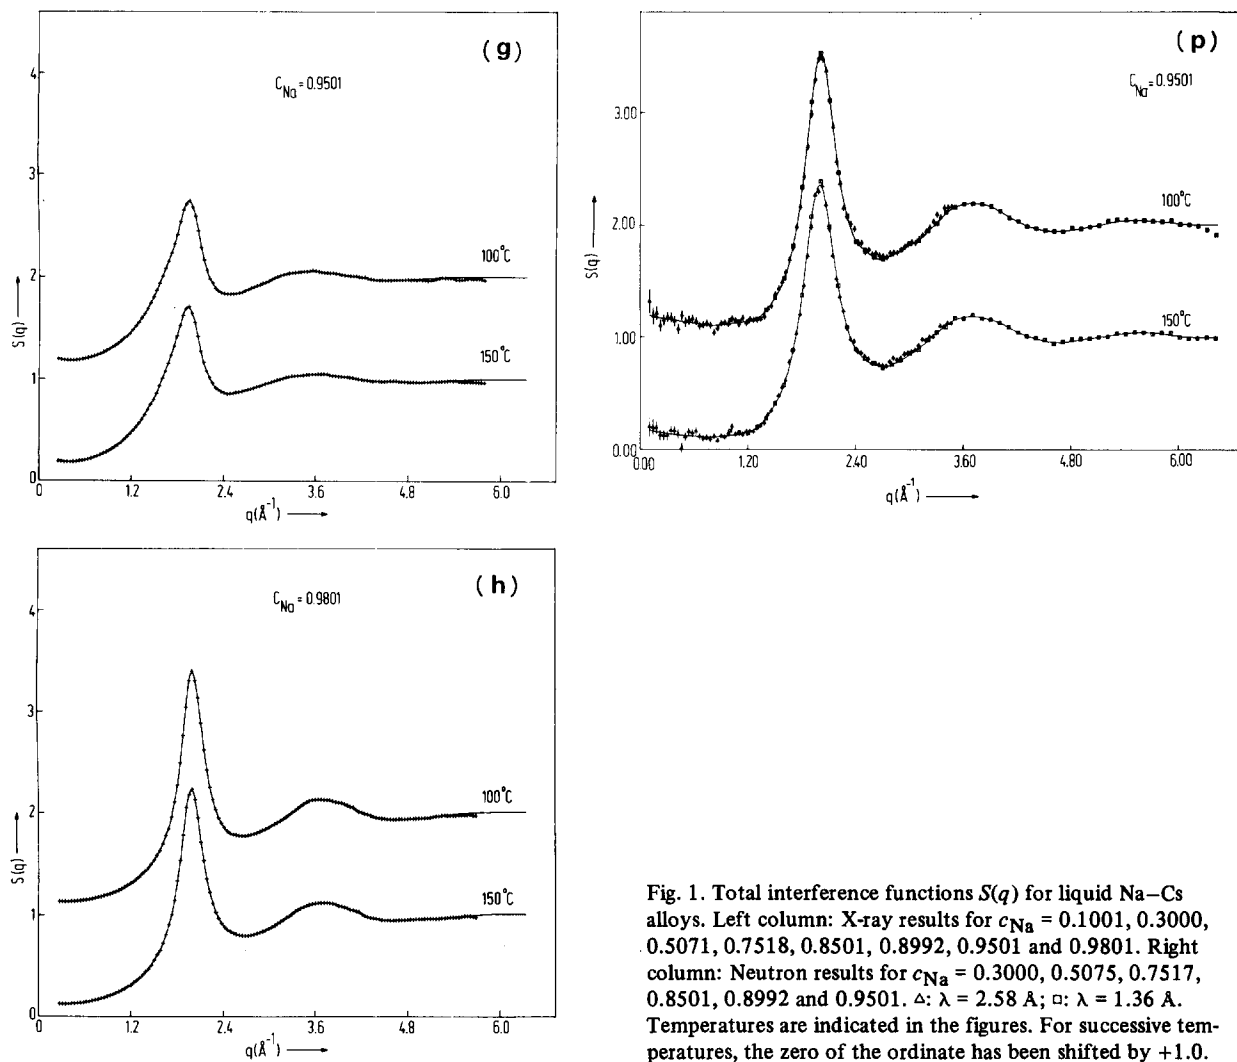 (g)
C_Na = 0.9501
4
3
2
1
0
100°C
150°C
S(q)
0 1.2 2.4 3.6 4.8 6.0
q(Å⁻¹)
(p)
C_Na = 0.9501
3.00
2.00
1.00
0.00
100°C
150°C
S(q)
0.00 1.20 2.40 3.60 4.80 6.00
q(Å⁻¹)
(h)
C_Na = 0.9801
4
3
2
1
0
100°C
150°C
S(q)
0 1.2 2.4 3.6 4.8 6.0
q(Å⁻¹)
Fig. 1. Total interference functions S(q) for liquid Na–Cs
alloys. Left column: X-ray results for c_Na = 0.1001, 0.3000,
0.5071, 0.7518, 0.8501, 0.8992, 0.9501 and 0.9801. Right
column: Neutron results for c_Na = 0.3000, 0.5075, 0.7517,
0.8501, 0.8992 and 0.9501. △: λ = 2.58 Å; □: λ = 1.36 Å.
Temperatures are indicated in the figures. For successive tem-
peratures, the zero of the ordinate has been shifted by +1.0.